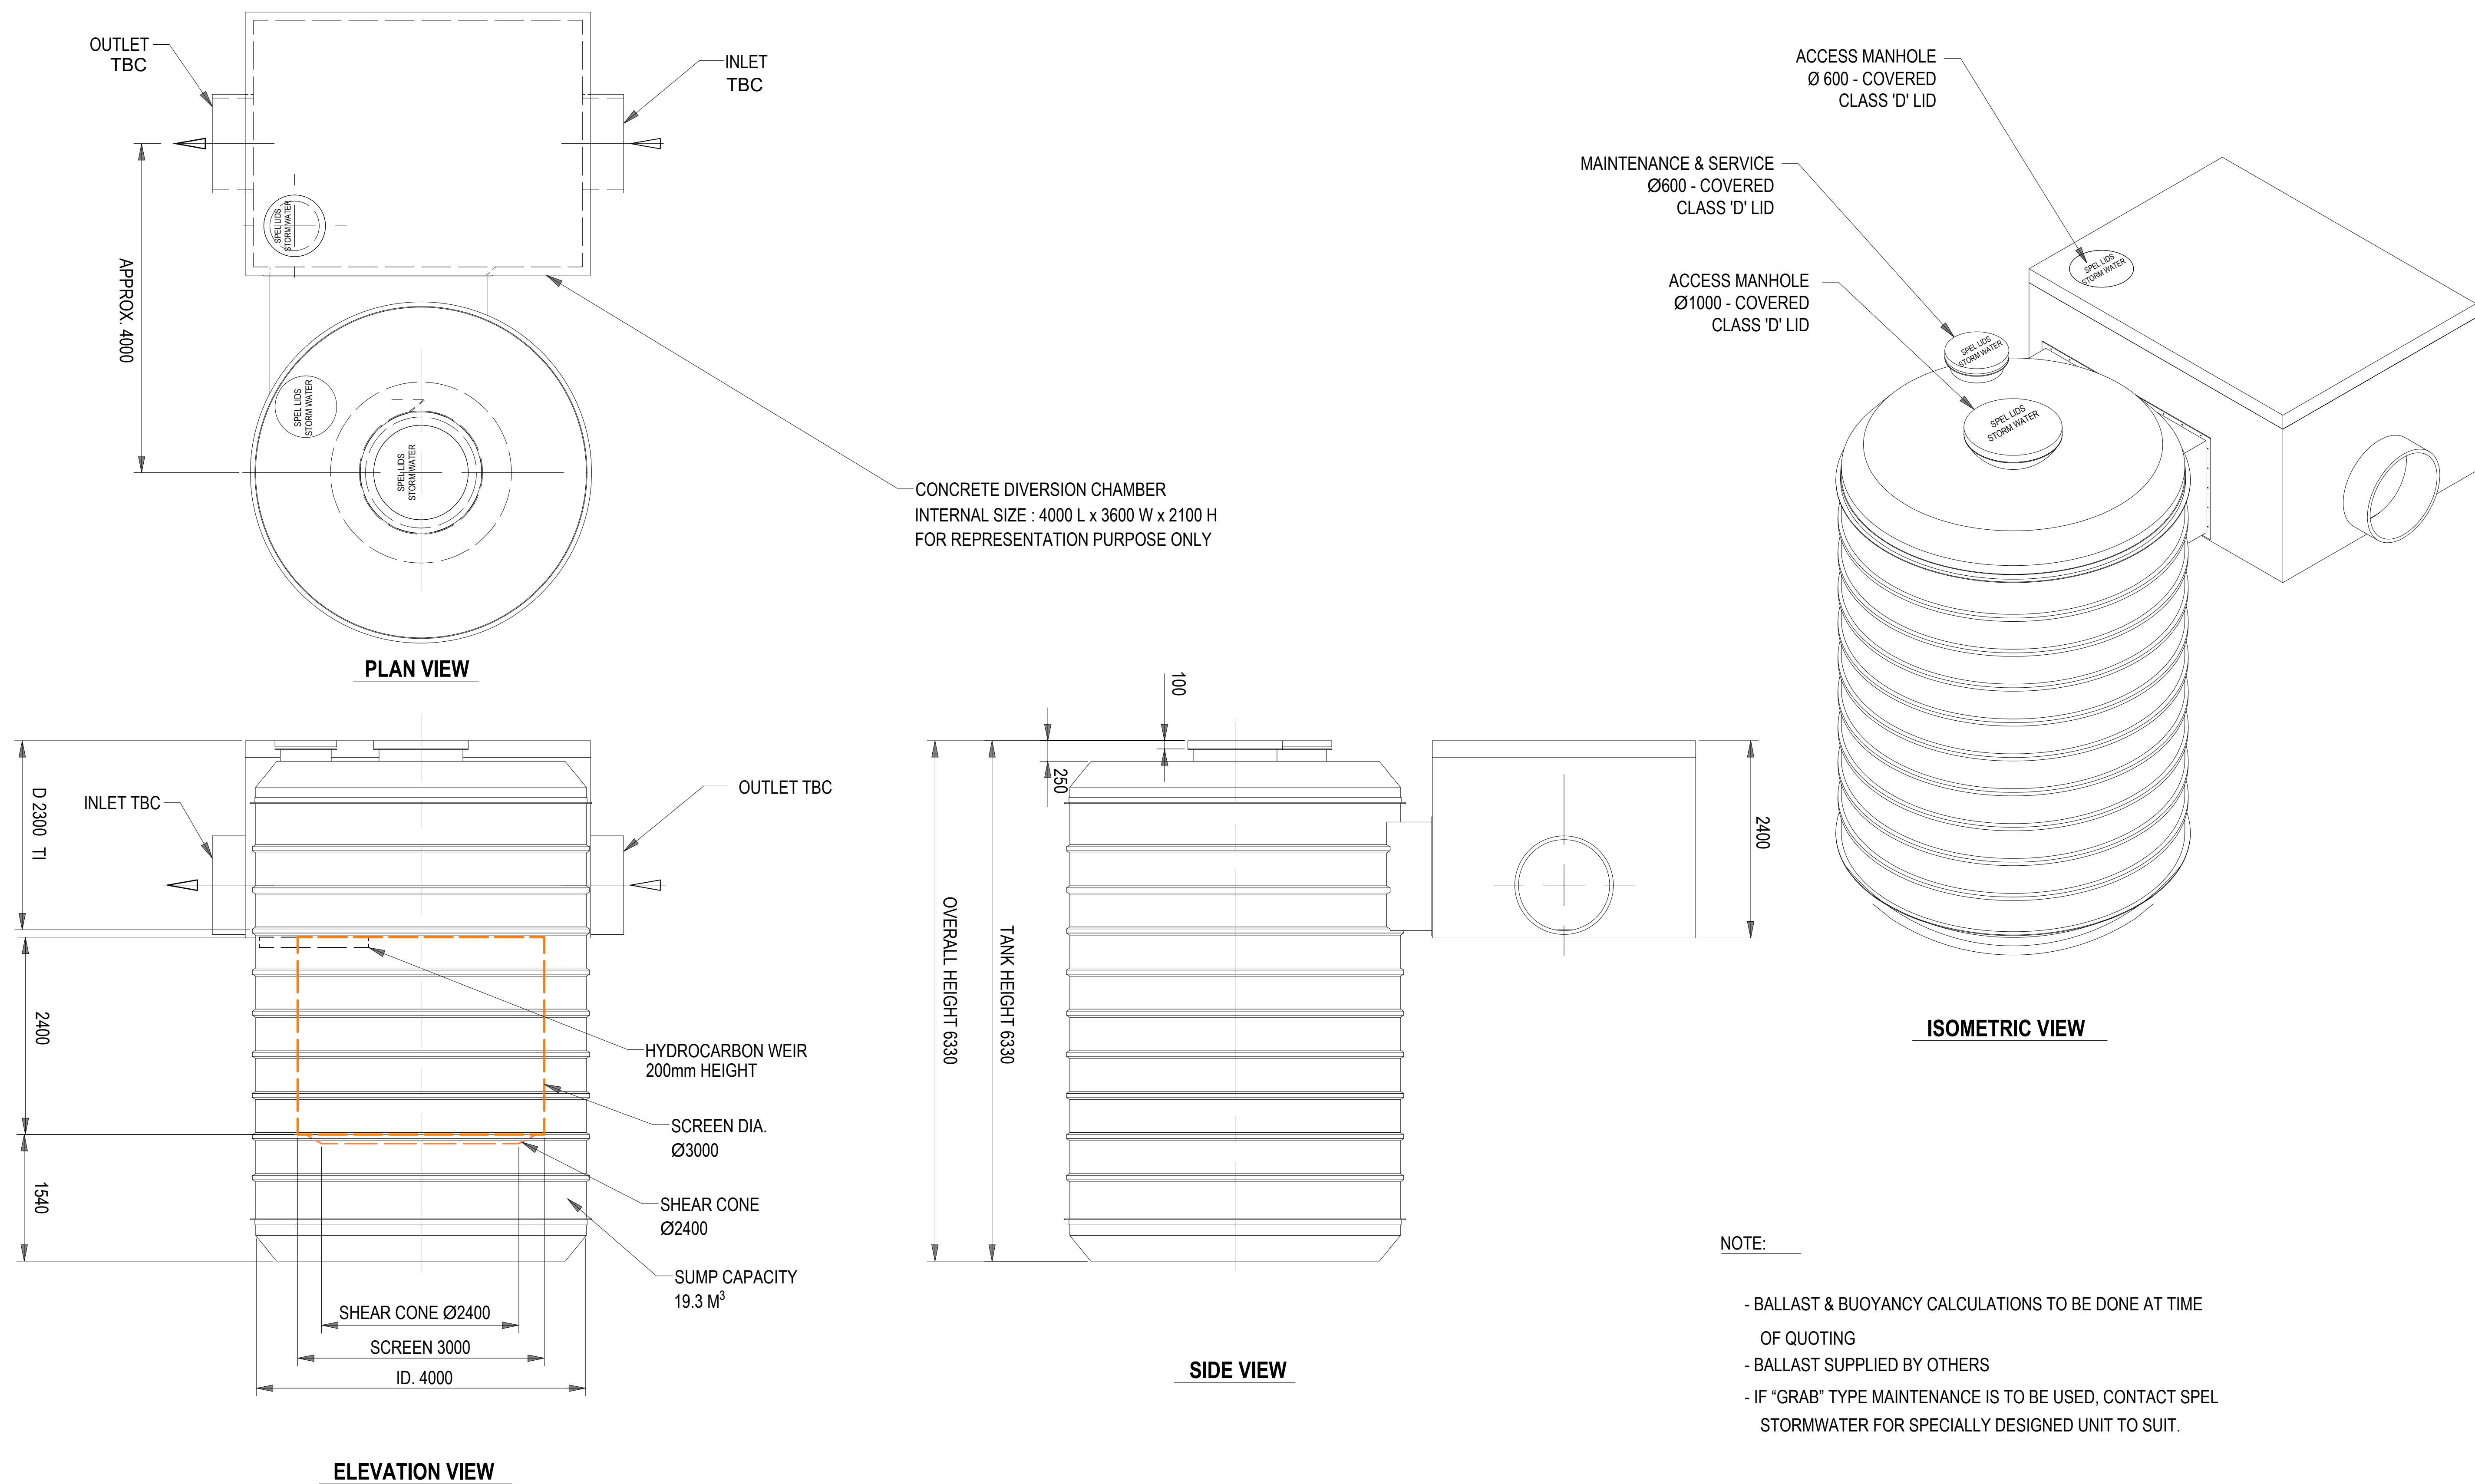 OUTLET
TBC
INLET
TBC
APPROX. 4000
SPEL LIDS
STORM WATER
SPEL LIDS
STORM WATER
SPEL LIDS
STORM WATER
CONCRETE DIVERSION CHAMBER
INTERNAL SIZE : 4000 L x 3600 W x 2100 H
FOR REPRESENTATION PURPOSE ONLY
PLAN VIEW
ACCESS MANHOLE
Ø 600 - COVERED
CLASS 'D' LID
MAINTENANCE & SERVICE
Ø600 - COVERED
CLASS 'D' LID
ACCESS MANHOLE
Ø1000 - COVERED
CLASS 'D' LID
SPEL LIDS
STORM WATER
SPEL LIDS
STORM WATER
SPEL LIDS
STORM WATER
ISOMETRIC VIEW
D 2300 TI
2400
1540
INLET TBC
OUTLET TBC
HYDROCARBON WEIR
200mm HEIGHT
SCREEN DIA.
Ø3000
SHEAR CONE
Ø2400
SUMP CAPACITY
19.3 M³
SHEAR CONE Ø2400
SCREEN 3000
ID. 4000
ELEVATION VIEW
100
250
OVERALL HEIGHT 6330
TANK HEIGHT 6330
2400
SIDE VIEW
NOTE:
- BALLAST & BUOYANCY CALCULATIONS TO BE DONE AT TIME
OF QUOTING
- BALLAST SUPPLIED BY OTHERS
- IF “GRAB” TYPE MAINTENANCE IS TO BE USED, CONTACT SPEL
STORMWATER FOR SPECIALLY DESIGNED UNIT TO SUIT.